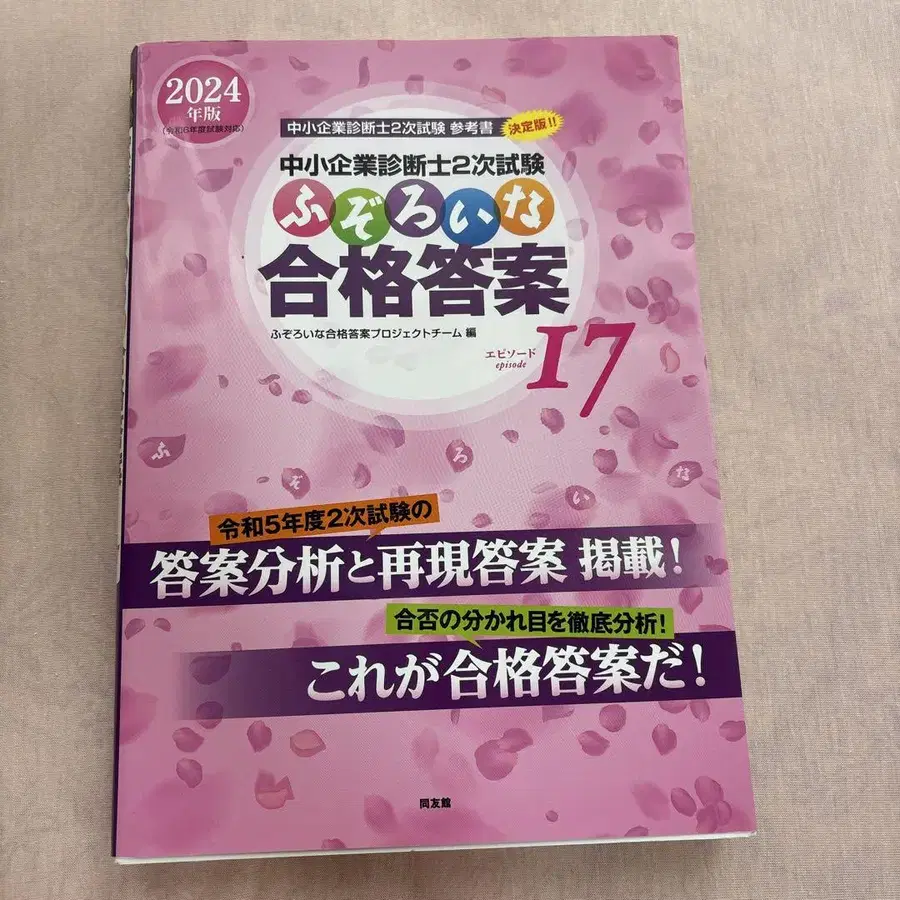 2024
年版
(令和6年度試験対応)
中小企業診断士2次試験 参考書
決定版!!
中小企業診断士2次試験
ふぞろいな
合格答案
ふぞろいな合格答案プロジェクトチーム 編
エピソード
episode
17
ふ
ぞ
ろ
い
な
令和5年度2次試験の
答案分析と再現答案 掲載!
合否の分かれ目を徹底分析!
これが合格答案だ!
同友館